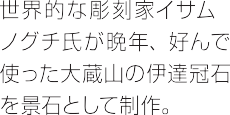 世界的な彫刻家イサム
ノグチ氏が晩年、好んで
使った大蔵山の伊達冠石
を景石として制作。